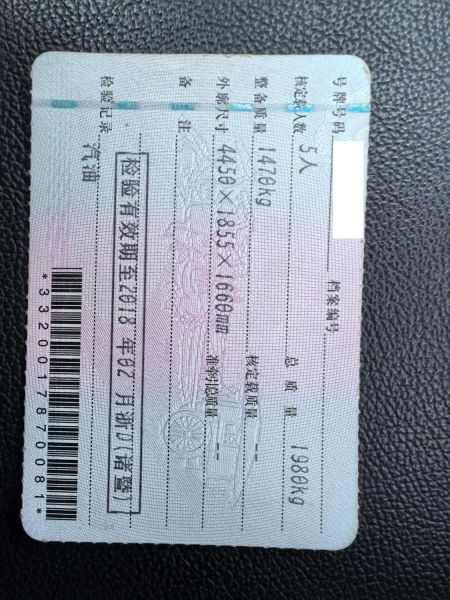 号牌号码 档案编号
核定载人数 5人 总质量 1980kg
整备质量 1470kg 核定载质量 --
外廓尺寸 4450×1855×1660mm 准牵引总质量 --
备注
检验有效期至2018年02月浙D(诸暨)
检验记录 汽油
*3320017870081*